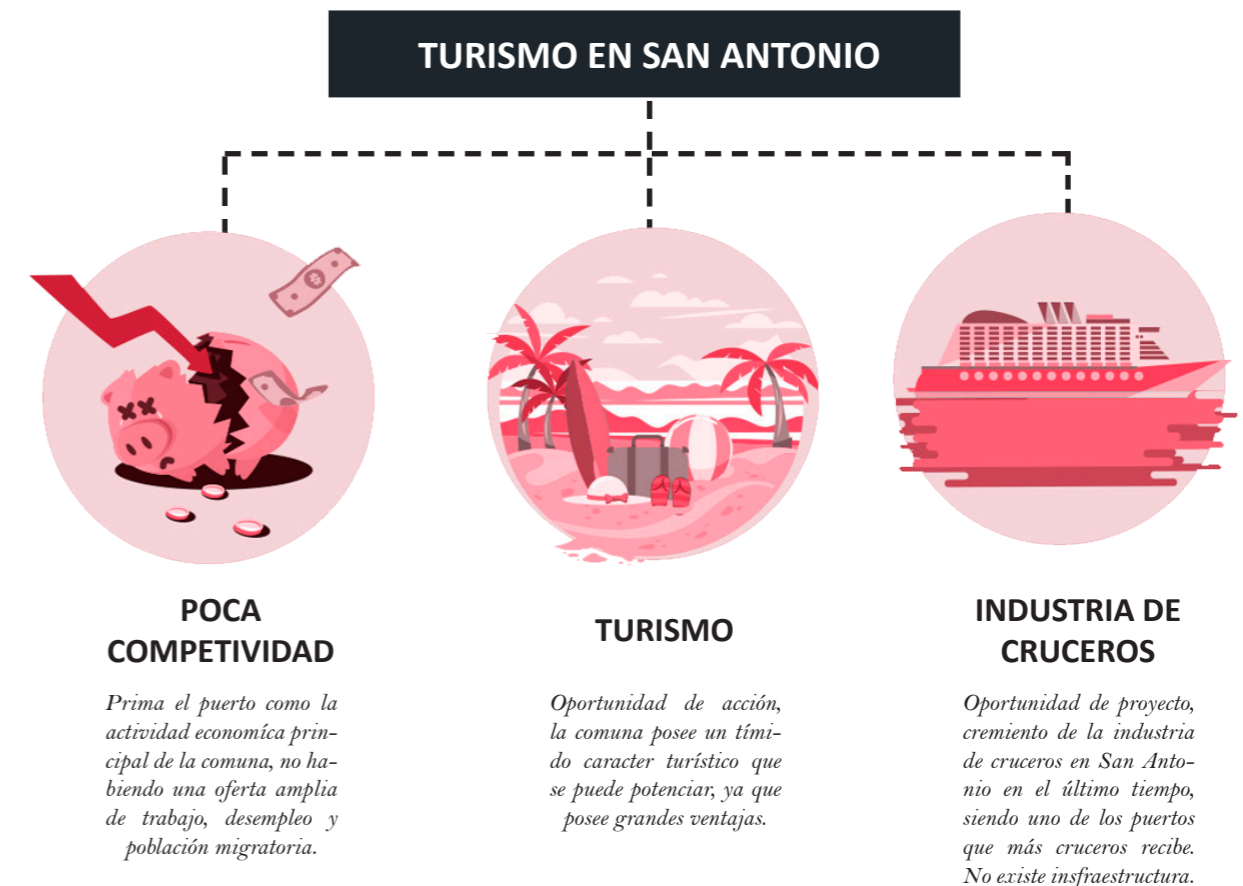 TURISMO EN SAN ANTONIO
POCA
COMPETIVIDAD
Prima el puerto como la
actividad economíca prin-
cipal de la comuna, no ha-
biendo una oferta amplia
de trabajo, desempleo y
población migratoria.
TURISMO
Oportunidad de acción,
la comuna posee un tími-
do caracter turístico que
se puede potenciar, ya que
posee grandes ventajas.
INDUSTRIA DE
CRUCEROS
Oportunidad de proyecto,
cremiento de la industria
de cruceros en San Anto-
nio en el último tiempo,
siendo uno de los puertos
que más cruceros recibe.
No existe insfraestructura.